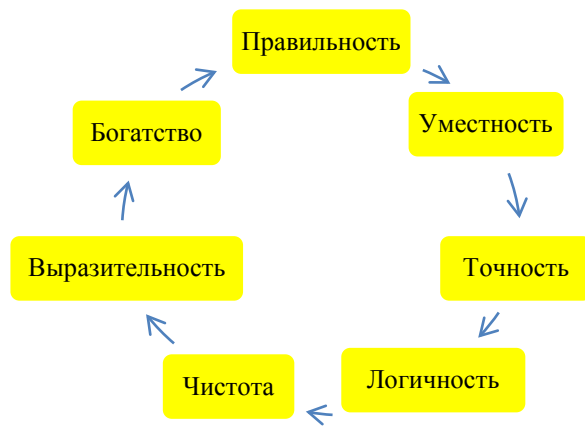 Правильность
Уместность
Точность
Логичность
Чистота
Выразительность
Богатство